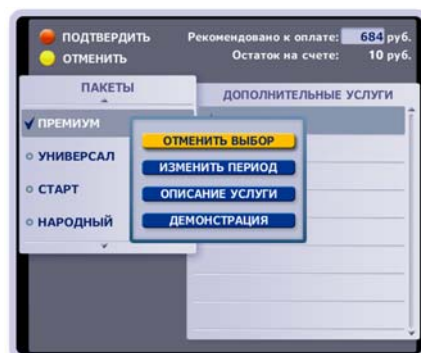 ПОДТВЕРДИТЬ Рекомендовано к оплате: 684 руб.
ОТМЕНИТЬ Остаток на счете: 10 руб.
ПАКЕТЫ
ДОПОЛНИТЕЛЬНЫЕ УСЛУГИ
ПРЕМИУМ
УНИВЕРСАЛ
СТАРТ
НАРОДНЫЙ
ОТМЕНИТЬ ВЫБОР
ИЗМЕНИТЬ ПЕРИОД
ОПИСАНИЕ УСЛУГИ
ДЕМОНСТРАЦИЯ